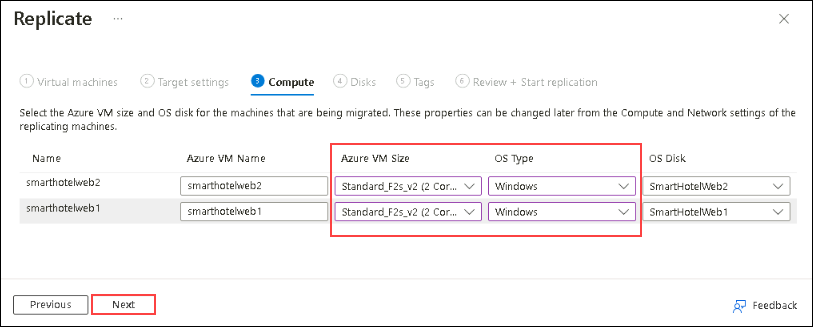 Replicate ...
1 Virtual machines 2 Target settings 3 Compute 4 Disks 5 Tags 6 Review + Start replication
Select the Azure VM size and OS disk for the machines that are being migrated. These properties can be changed later from the Compute and Network settings of the
replicating machines.
Name Azure VM Name Azure VM Size OS Type OS Disk
smarthotelweb2 smarthotelweb2 Standard_F2s_v2 (2 Cor... Windows SmartHotelWeb2
smarthotelweb1 smarthotelweb1 Standard_F2s_v2 (2 Cor... Windows SmartHotelWeb1
Previous Next Feedback